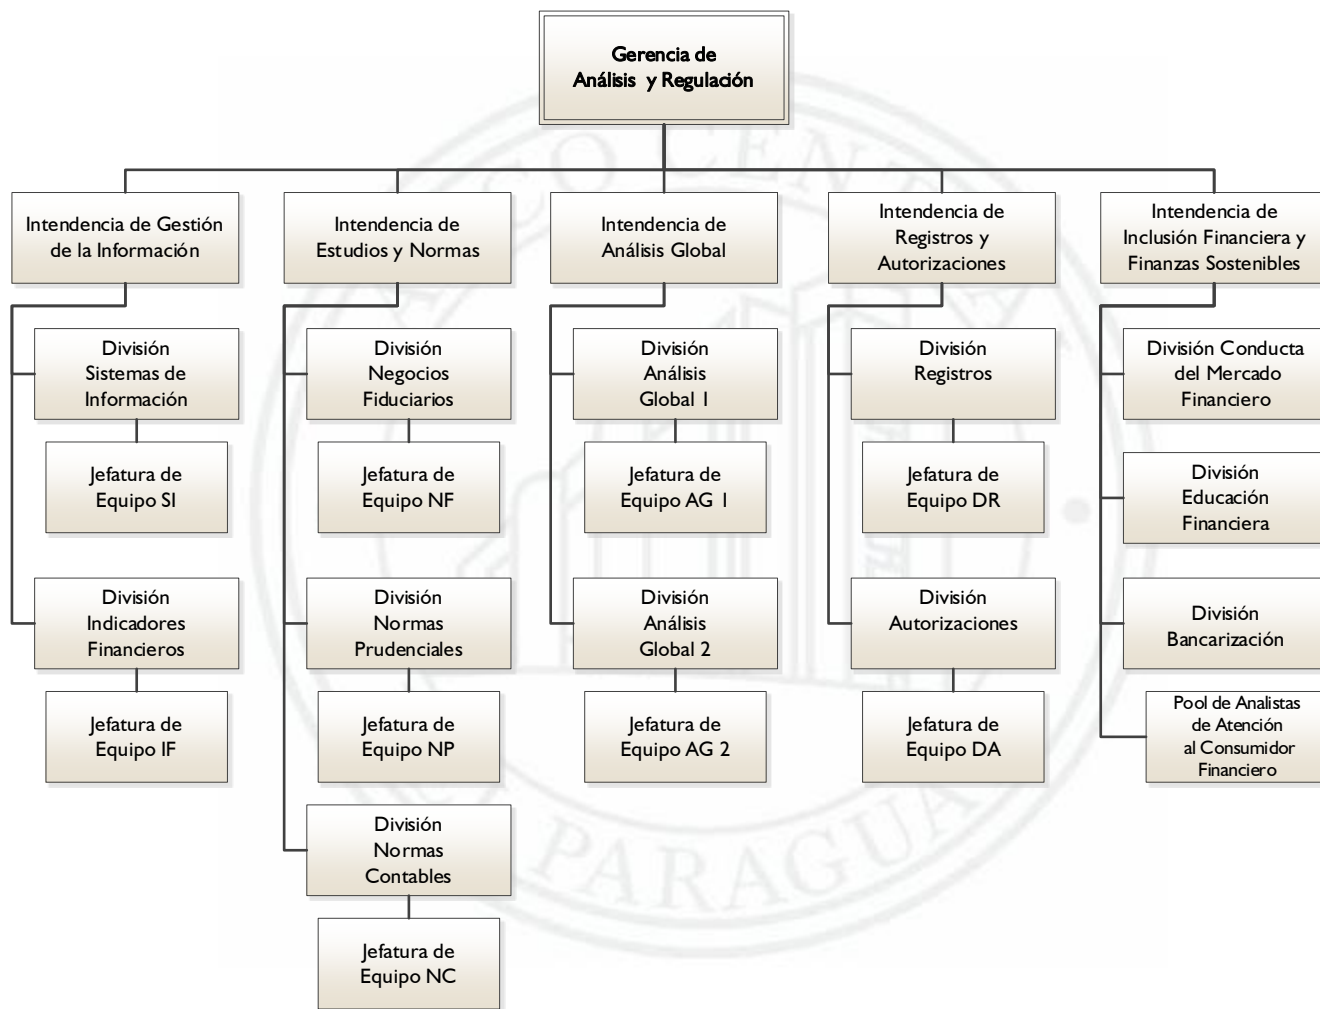 Gerencia de
Análisis y Regulación
Intendencia de Gestión
de la Información
Intendencia de
Estudios y Normas
Intendencia de
Análisis Global
Intendencia de
Registros y
Autorizaciones
Intendencia de
Inclusión Financiera y
Finanzas Sostenibles
División
Sistemas de
Información
División
Negocios
Fiduciarios
División
Análisis
Global 1
División
Registros
División Conducta
del Mercado
Financiero
Jefatura de
Equipo SI
Jefatura de
Equipo NF
Jefatura de
Equipo AG 1
Jefatura de
Equipo DR
División
Educación
Financiera
División
Indicadores
Financieros
División
Normas
Prudenciales
División
Análisis
Global 2
División
Autorizaciones
División
Bancarización
Jefatura de
Equipo IF
Jefatura de
Equipo NP
Jefatura de
Equipo AG 2
Jefatura de
Equipo DA
Pool de Analistas
de Atención
al Consumidor
Financiero
División
Normas
Contables
Jefatura de
Equipo NC
PARAGUA